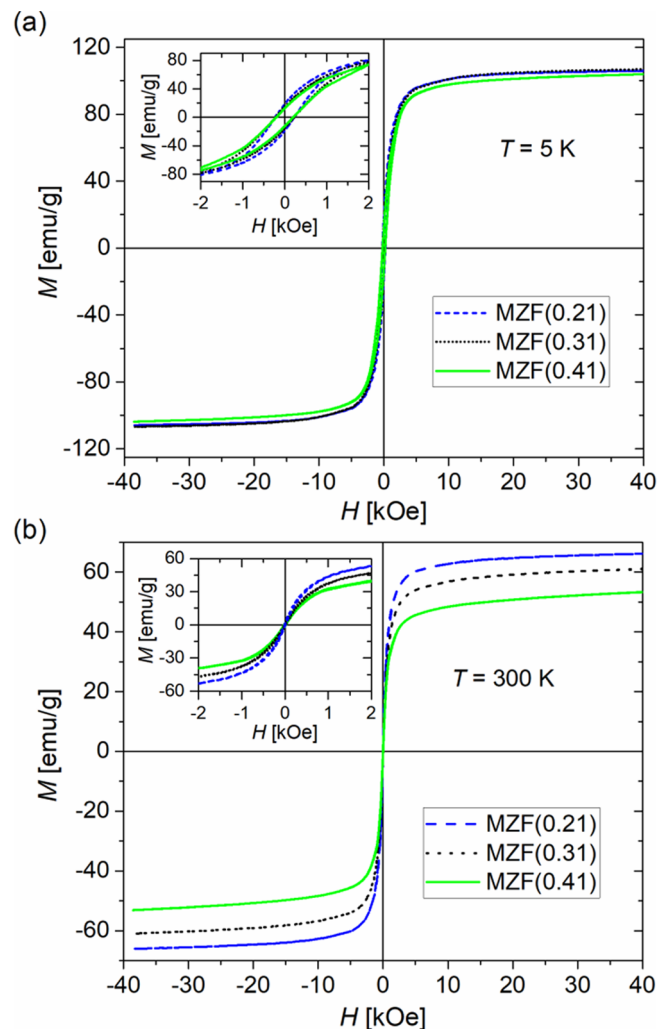 (a)
120
80
40
0
-40
-80
-120
M [emu/g]
-40 -30 -20 -10 0 10 20 30 40
H [kOe]
80
40
0
-40
-80
M [emu/g]
-2 -1 0 1 2
H [kOe]
T = 5 K
MZF(0.21)
MZF(0.31)
MZF(0.41)
(b)
60
40
20
0
-20
-40
-60
M [emu/g]
-40 -30 -20 -10 0 10 20 30 40
H [kOe]
60
30
0
-30
-60
M [emu/g]
-2 -1 0 1 2
H [kOe]
T = 300 K
MZF(0.21)
MZF(0.31)
MZF(0.41)